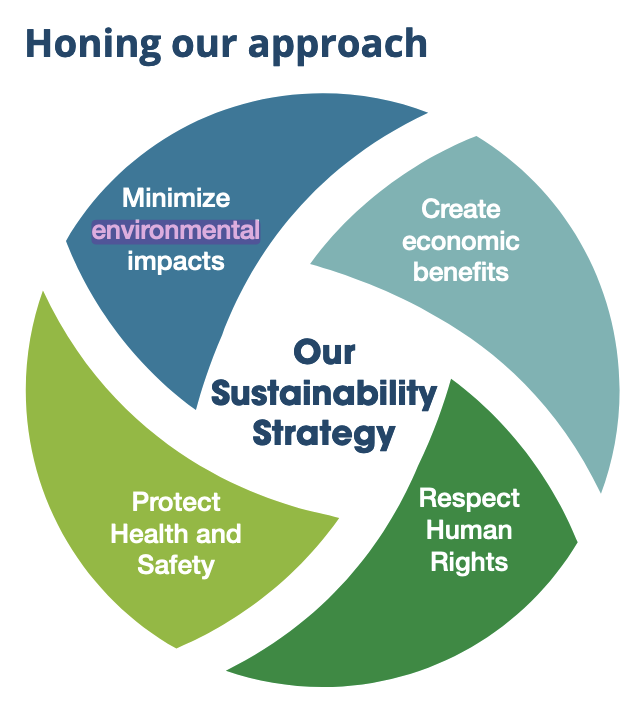 Honing our approach
Minimize
environmental
impacts
Create
economic
benefits
Our
Sustainability
Strategy
Protect
Health and
Safety
Respect
Human
Rights